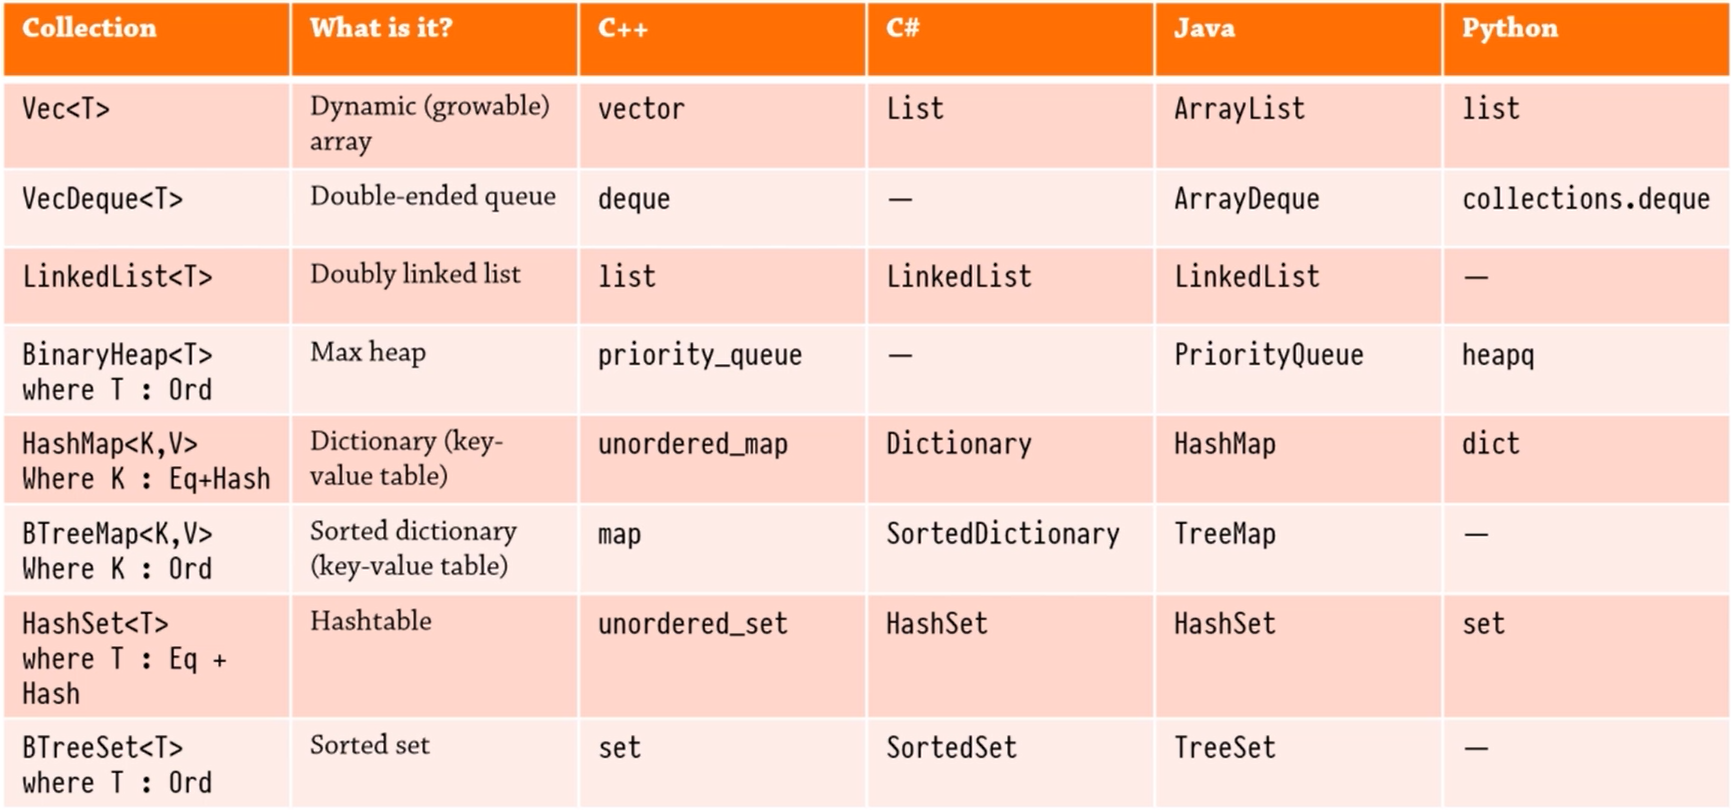 Collection What is it? C++ C# Java Python
Vec<T> Dynamic (growable) vector List ArrayList list
array
VecDeque<T> Double-ended queue deque — ArrayDeque collections.deque
LinkedList<T> Doubly linked list list LinkedList LinkedList —
BinaryHeap<T> Max heap priority_queue — PriorityQueue heapq
where T : Ord
HashMap<K,V> Dictionary (key- unordered_map Dictionary HashMap dict
Where K : Eq+Hash value table)
BTreeMap<K,V> Sorted dictionary map SortedDictionary TreeMap —
Where K : Ord (key-value table)
HashSet<T> Hashtable unordered_set HashSet HashSet set
where T : Eq +
Hash
BTreeSet<T> Sorted set set SortedSet TreeSet —
where T : Ord